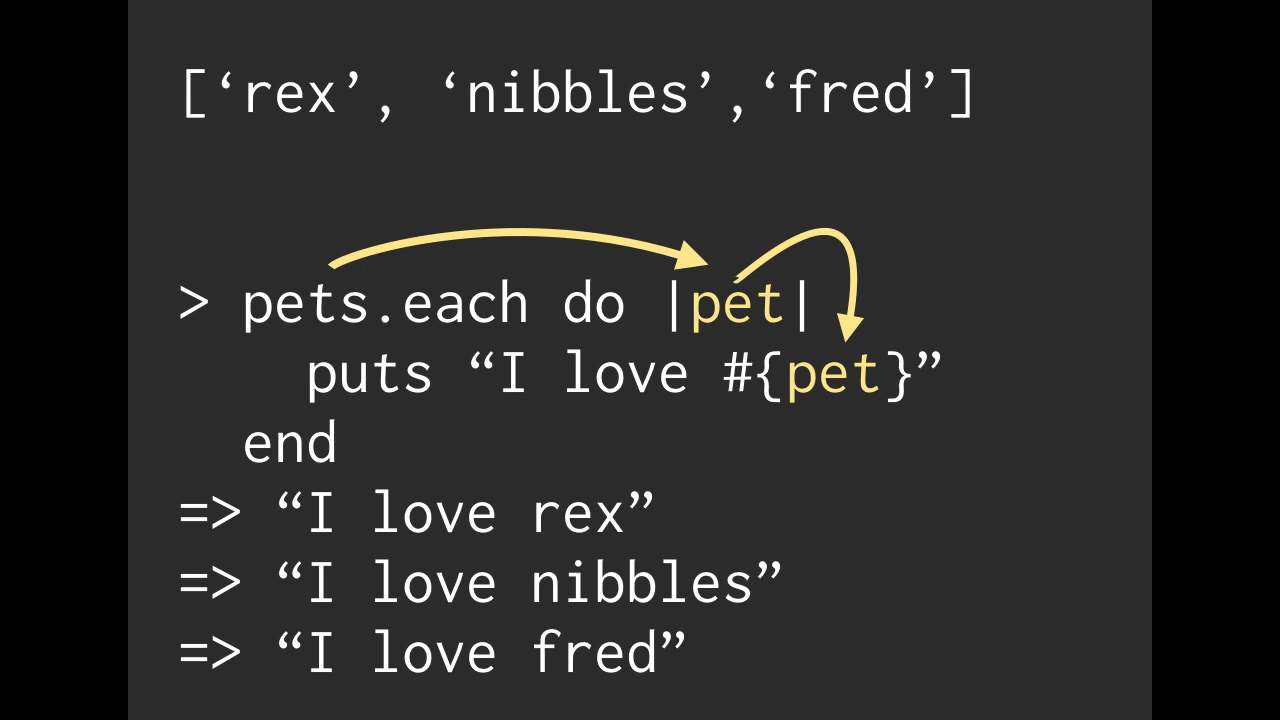 [‘rex’, ‘nibbles’,‘fred’]
> pets.each do |pet|
puts “I love #{pet}”
end
=> “I love rex”
=> “I love nibbles”
=> “I love fred”